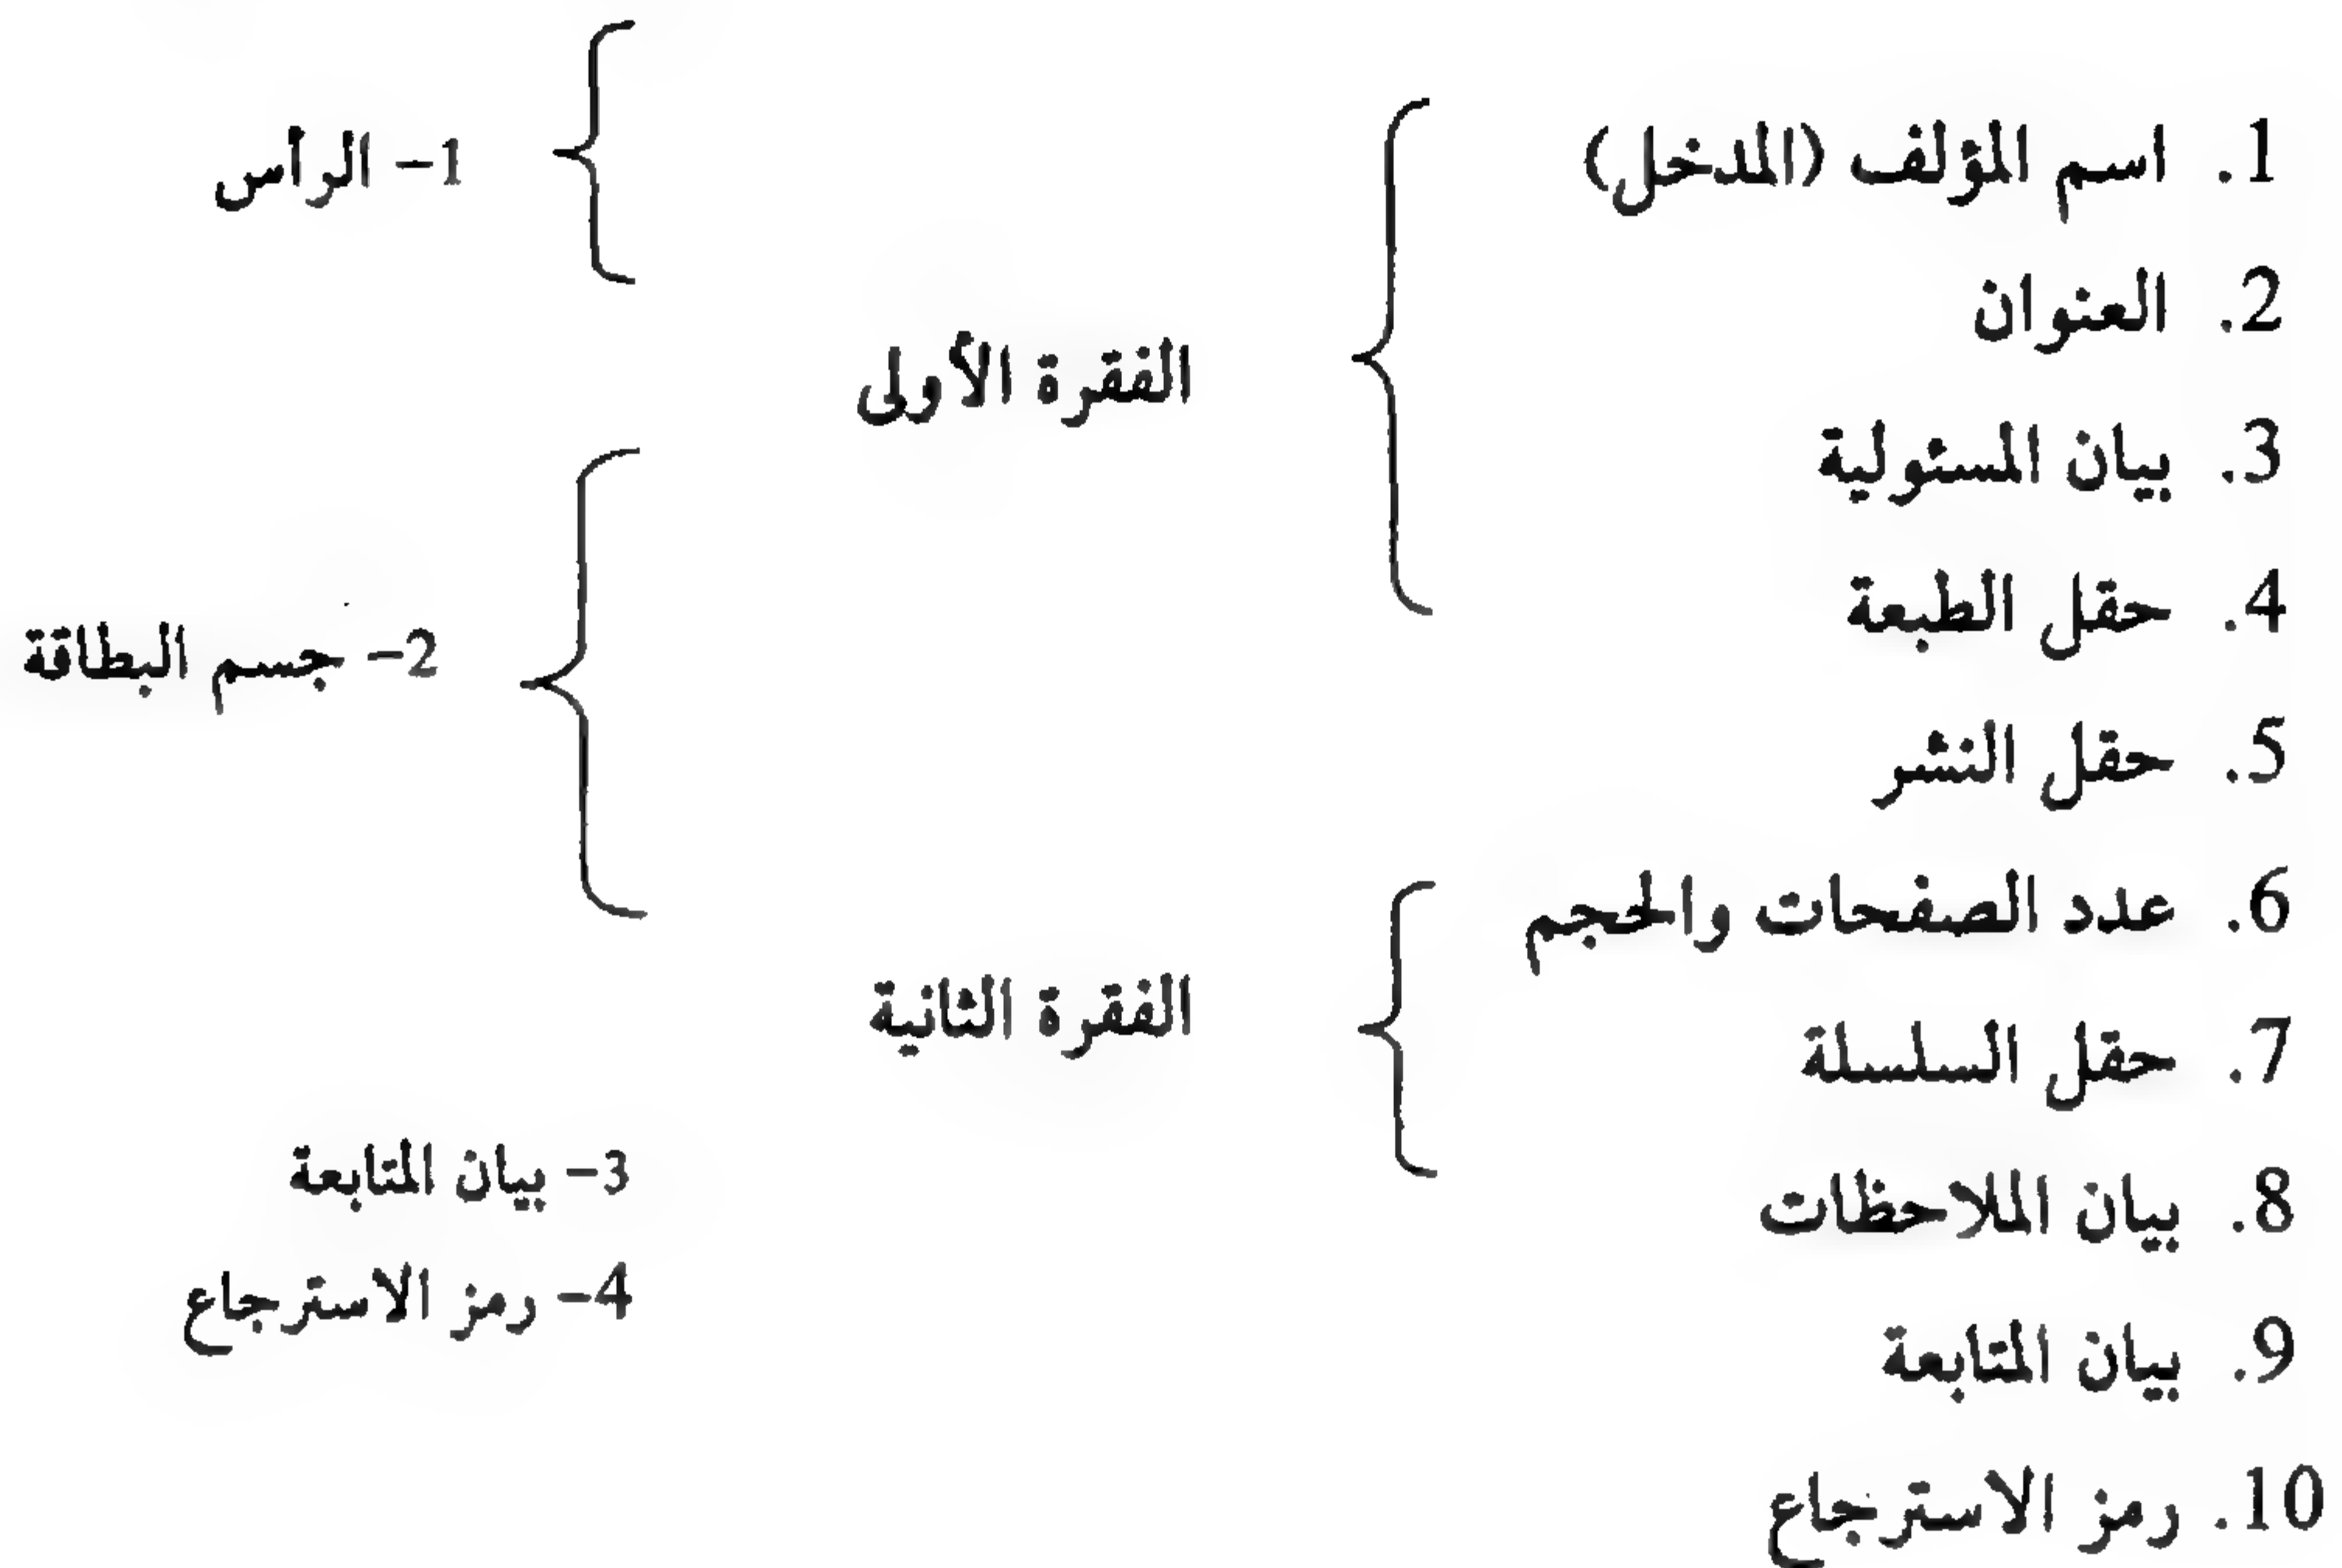 1. اسم المؤلف (المدخل)
2. العنوان
3. بيان المسئولية
4. حقل الطبعة
5. حقل النشر
6. عدد الصفحات والحجم
7. حقل السلسلة
8. بيان الملاحظات
9. بيان المتابعة
10. رمز الاسترجاع
الفقرة الأولى
الفقرة الثانية
1- الرأس
2- جسم البطاقة
3- بيان المتابعة
4- رمز الاسترجاع